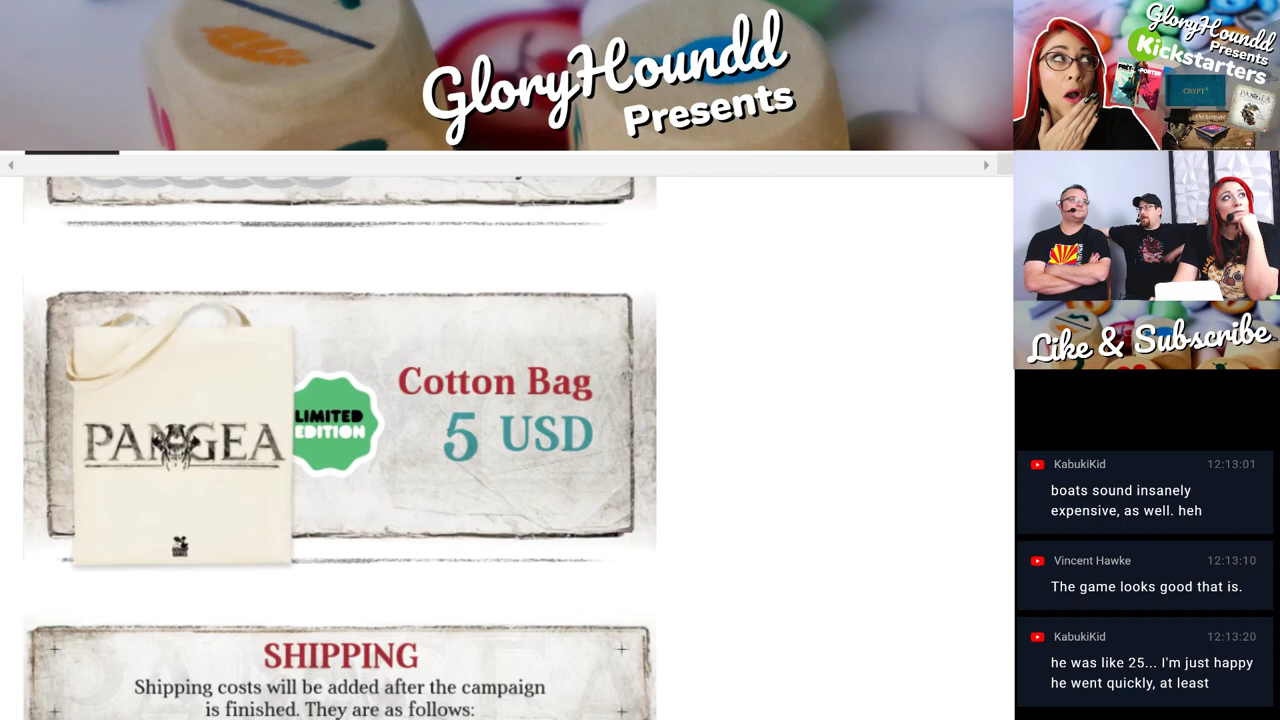 GloryHoundd
Presents
GloryHoundd
Presents
Kickstarters
CRYPT
PANGEA
Like & Subscribe
PANGEA
LIMITED
EDITION
Cotton Bag
5 USD
SHIPPING
Shipping costs will be added after the campaign
is finished. They are as follows:
KabukiKid 12:13:01
boats sound insanely
expensive, as well. heh
Vincent Hawke 12:13:10
The game looks good that is.
KabukiKid 12:13:20
he was like 25... I'm just happy
he went quickly, at least